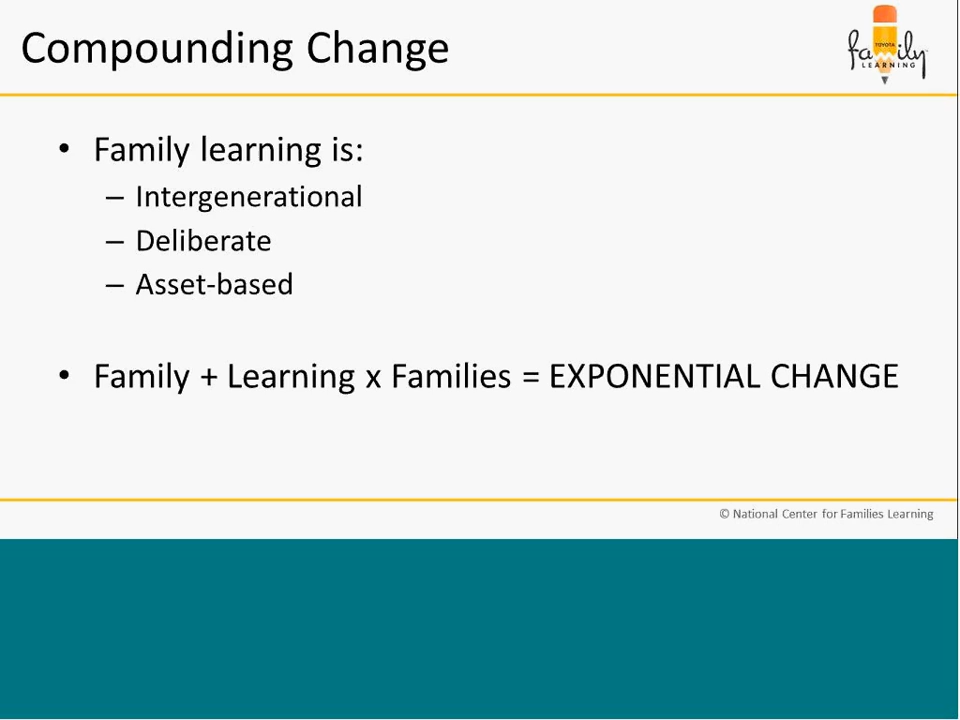 Compounding Change
TOYOTA
family
LEARNING
• Family learning is:
– Intergenerational
– Deliberate
– Asset-based
• Family + Learning x Families = EXPONENTIAL CHANGE
© National Center for Families Learning